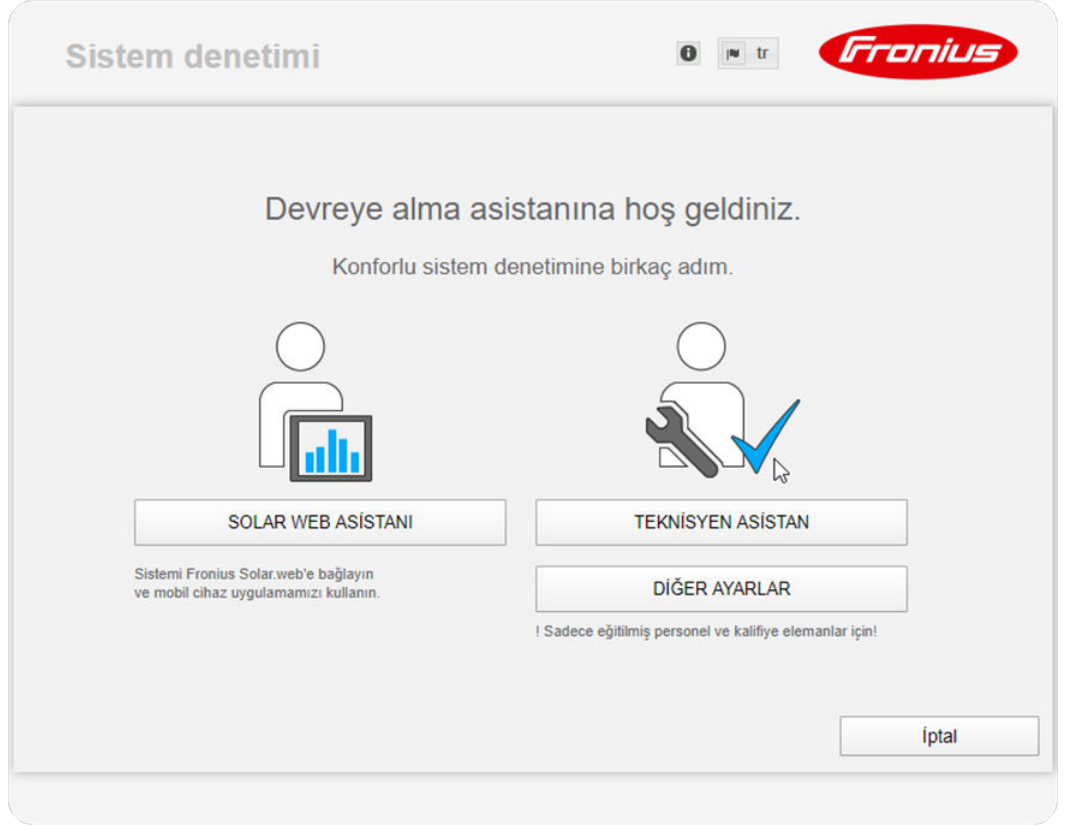 Sistem denetimi
tr
Fronius
Devreye alma asistanına hoş geldiniz.
Konforlu sistem denetimine birkaç adım.
SOLAR WEB ASİSTANI
TEKNİSYEN ASİSTAN
Sistemi Fronius Solar.web'e bağlayın
ve mobil cihaz uygulamamızı kullanın.
DİĞER AYARLAR
! Sadece eğitilmiş personel ve kalifiye elemanlar için!
İptal